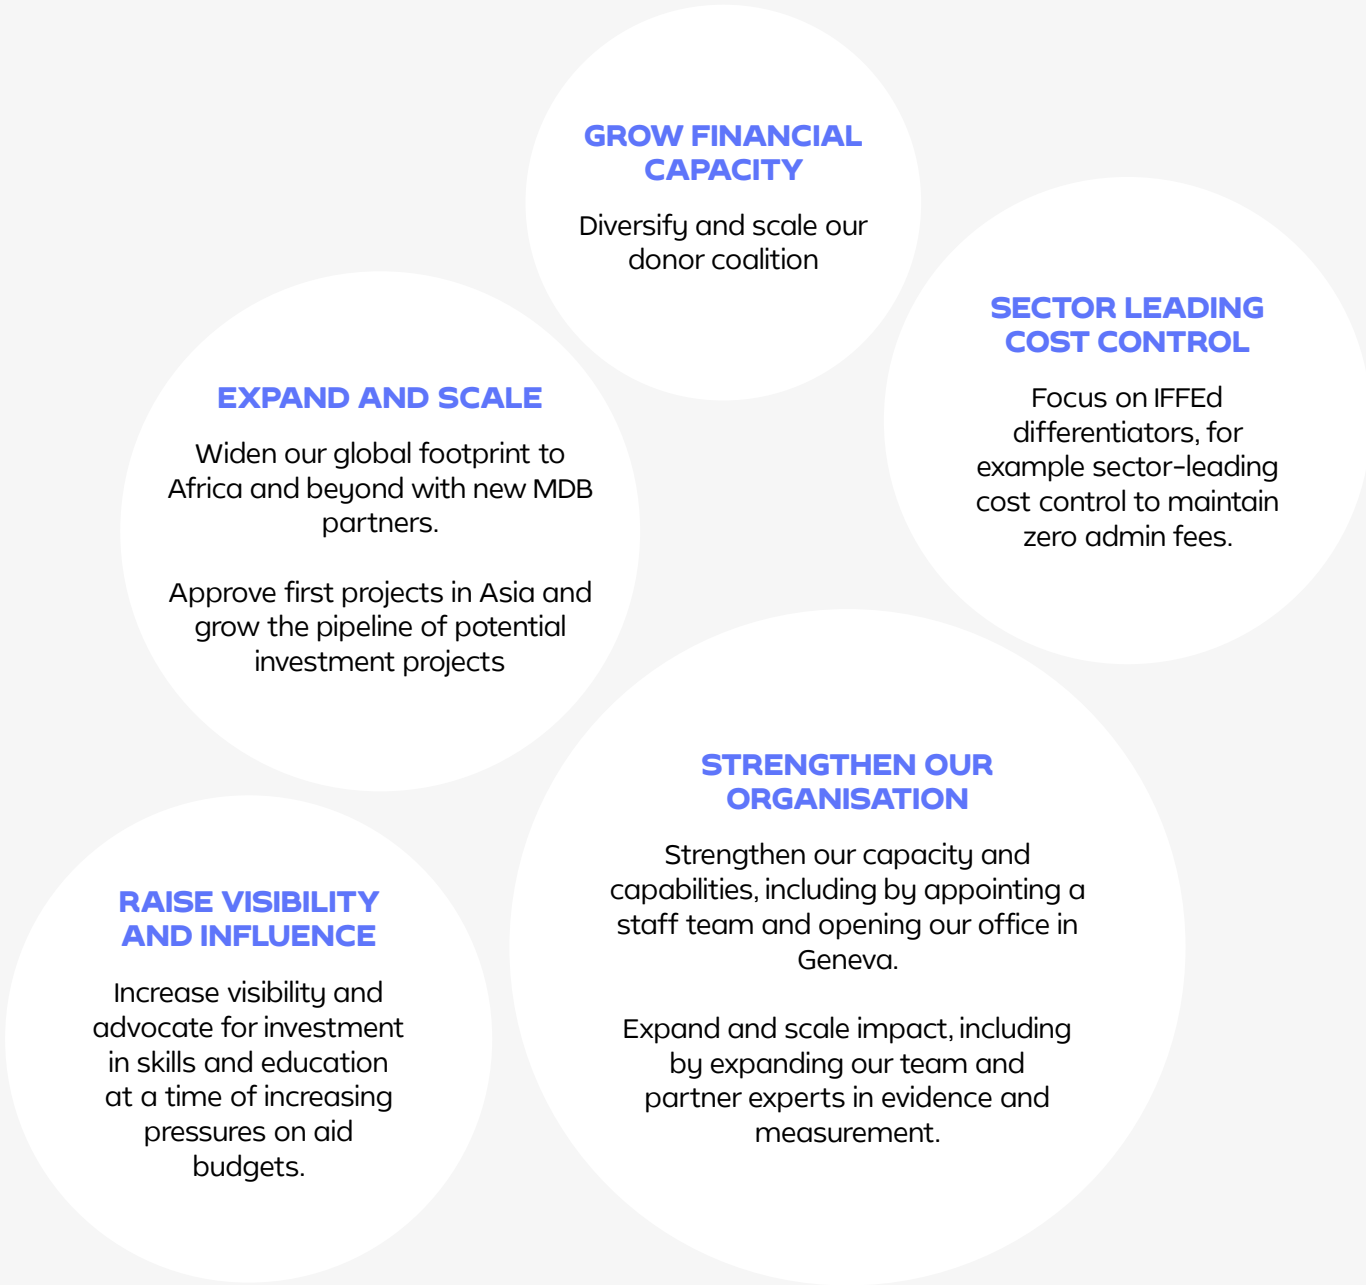 GROW FINANCIAL
CAPACITY
Diversify and scale our
donor coalition
SECTOR LEADING
COST CONTROL
Focus on IFFEd
differentiators, for
example sector-leading
cost control to maintain
zero admin fees.
EXPAND AND SCALE
Widen our global footprint to
Africa and beyond with new MDB
partners.
Approve first projects in Asia and
grow the pipeline of potential
investment projects
STRENGTHEN OUR
ORGANISATION
Strengthen our capacity and
capabilities, including by appointing a
staff team and opening our office in
Geneva.
Expand and scale impact, including
by expanding our team and
partner experts in evidence and
measurement.
RAISE VISIBILITY
AND INFLUENCE
Increase visibility and
advocate for investment
in skills and education
at a time of increasing
pressures on aid
budgets.